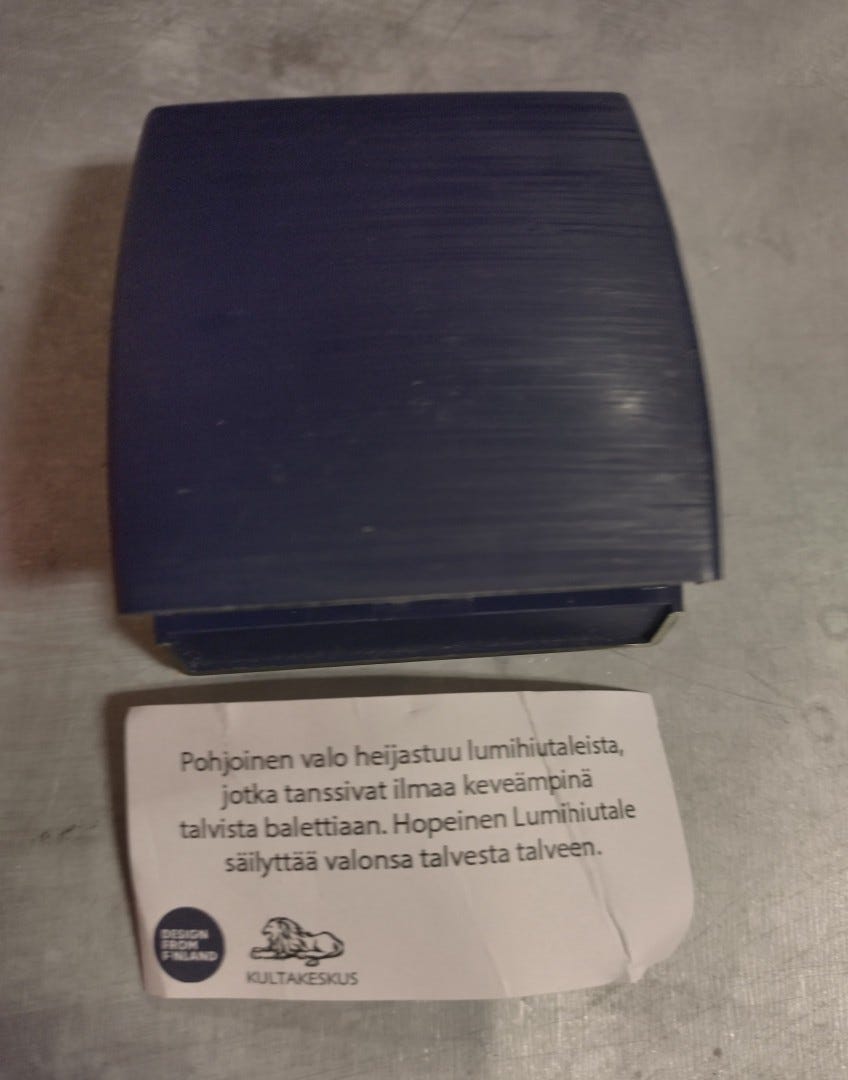 Pohjoinen valo heijastuu lumihiutaleista,
jotka tanssivat ilmaa keveämpinä
talvista balettiaan. Hopeinen Lumihiutale
säilyttää valonsa talvesta talveen.
DESIGN
FROM
FINLAND
KULTAKESKUS